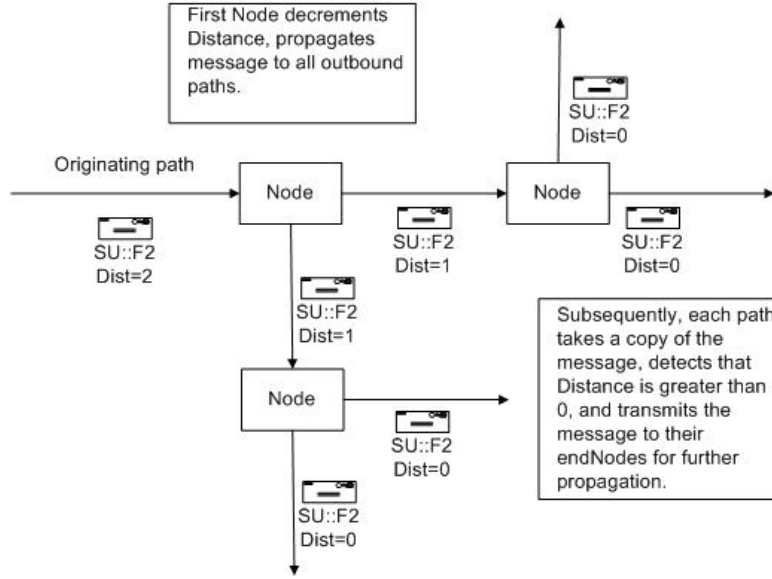 First Node decrements
Distance, propagates
message to all outbound
paths.
SU::F2
Dist=0
Originating path
Node
Node
SU::F2
Dist=2
SU::F2
Dist=1
SU::F2
Dist=0
SU::F2
Dist=1
Subsequently, each path
takes a copy of the
message, detects that
Distance is greater than
0, and transmits the
message to their
endNodes for further
propagation.
Node
SU::F2
Dist=0
SU::F2
Dist=0